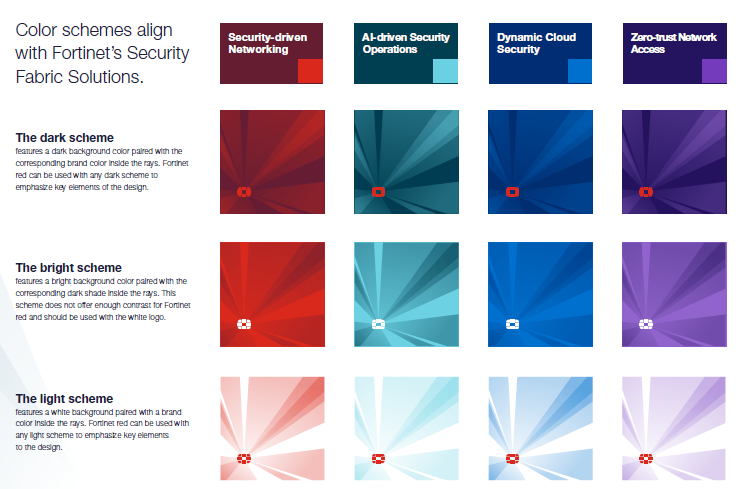 Color schemes align
with Fortinet's Security
Fabric Solutions.
Security-driven
Networking
AI-driven Security
Operations
Dynamic Cloud
Security
Zero-trust Network
Access
The dark scheme
features a dark background color paired with the
corresponding brand color inside the rays. Fortinet
red can be used with any dark scheme to
emphasize key elements of the design.
The bright scheme
features a bright background color paired with the
corresponding dark shade inside the rays. This
scheme does not offer enough contrast for Fortinet
red and should be used with the white logo.
The light scheme
features a white background paired with a brand
color inside the rays. Fortinet red can be used with
any light scheme to emphasize key elements
to the design.